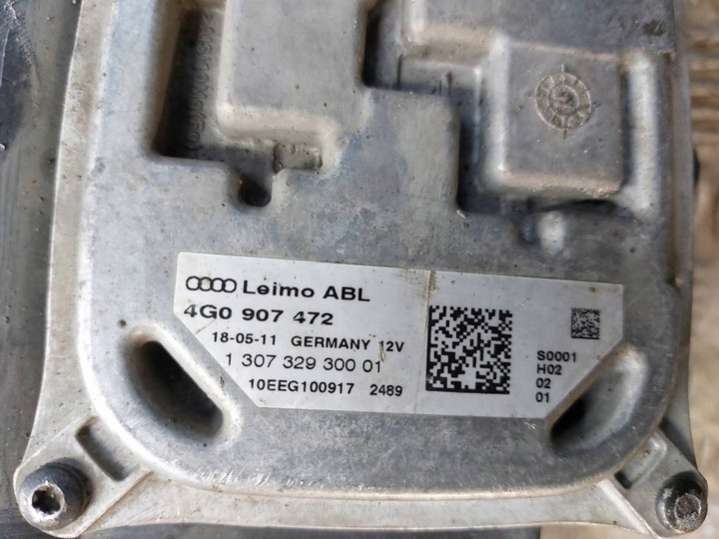 Leimo ABL
4G0 907 472
18-05-11 GERMANY 12V
1 307 329 300 01
10EEG100917 2489
S0001
H02
02
01